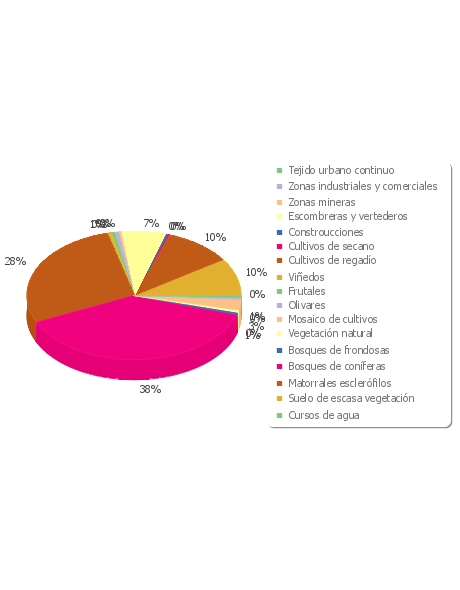 Tejido urbano continuo
Zonas industriales y comerciales
Zonas mineras
Escombreras y vertederos
Construcciones
Cultivos de secano
Cultivos de regadío
Viñedos
Frutales
Olivares
Mosaico de cultivos
Vegetación natural
Bosques de frondosas
Bosques de coníferas
Matorrales esclerófilos
Suelo de escasa vegetación
Cursos de agua
7%
10%
28%
10%
0%
3%
1%
38%